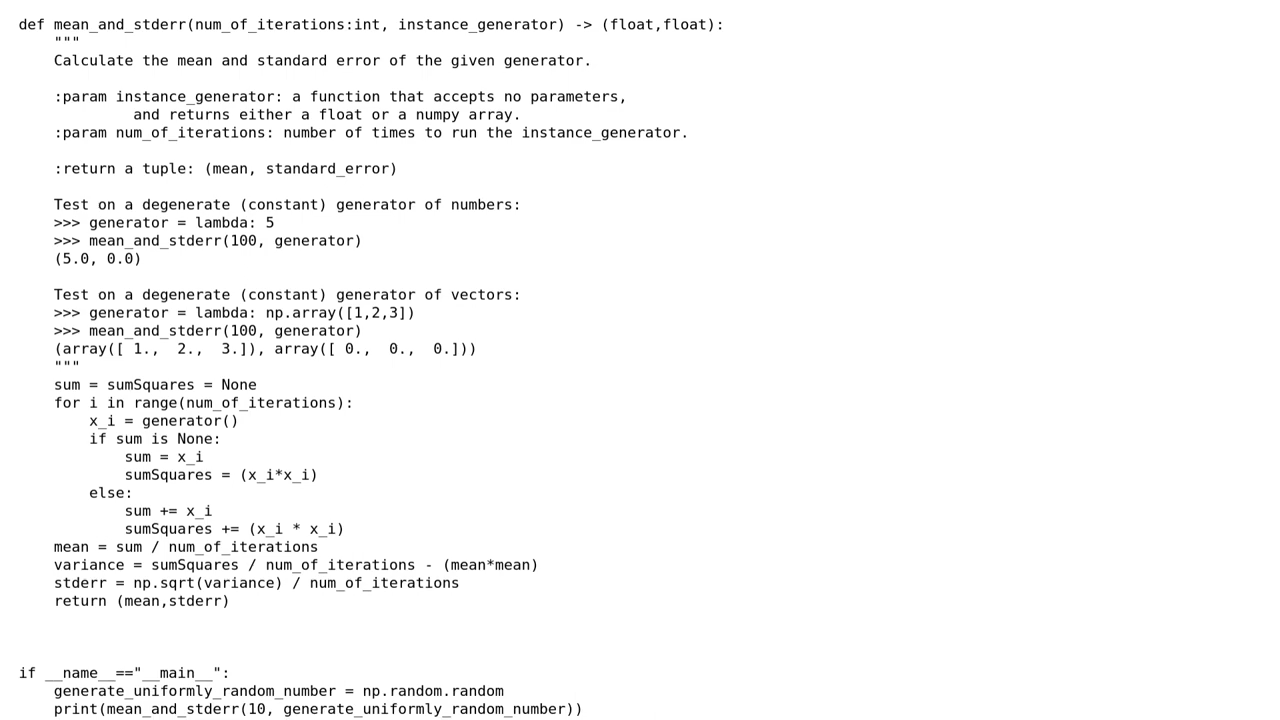 def mean_and_stderr(num_of_iterations:int, instance_generator) -> (float,float):
    """
    Calculate the mean and standard error of the given generator.

    :param instance_generator: a function that accepts no parameters,
             and returns either a float or a numpy array.
    :param num_of_iterations: number of times to run the instance_generator.

    :return a tuple: (mean, standard_error)

    Test on a degenerate (constant) generator of numbers:
    >>> generator = lambda: 5
    >>> mean_and_stderr(100, generator)
    (5.0, 0.0)

    Test on a degenerate (constant) generator of vectors:
    >>> generator = lambda: np.array([1,2,3])
    >>> mean_and_stderr(100, generator)
    (array([ 1.,  2.,  3.]), array([ 0.,  0.,  0.]))
    """
    sum = sumSquares = None
    for i in range(num_of_iterations):
        x_i = generator()
        if sum is None:
            sum = x_i
            sumSquares = (x_i*x_i)
        else:
            sum += x_i
            sumSquares += (x_i * x_i)
    mean = sum / num_of_iterations
    variance = sumSquares / num_of_iterations - (mean*mean)
    stderr = np.sqrt(variance) / num_of_iterations
    return (mean,stderr)



if __name__=="__main__":
    generate_uniformly_random_number = np.random.random
    print(mean_and_stderr(10, generate_uniformly_random_number))